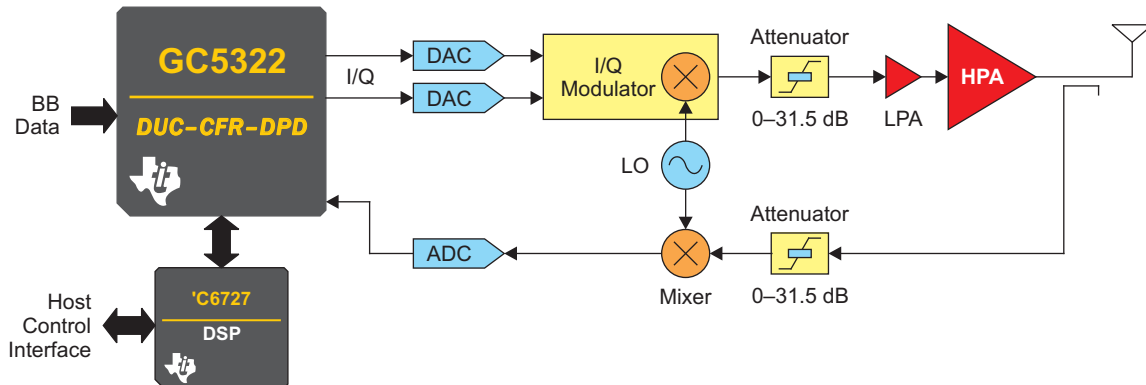 GC5322
DUC-CFR-DPD
BB
Data
I/Q
DAC
DAC
I/Q
Modulator
Attenuator
0–31.5 dB
LPA
HPA
LO
Attenuator
0–31.5 dB
Mixer
ADC
Host
Control
Interface
'C6727
DSP